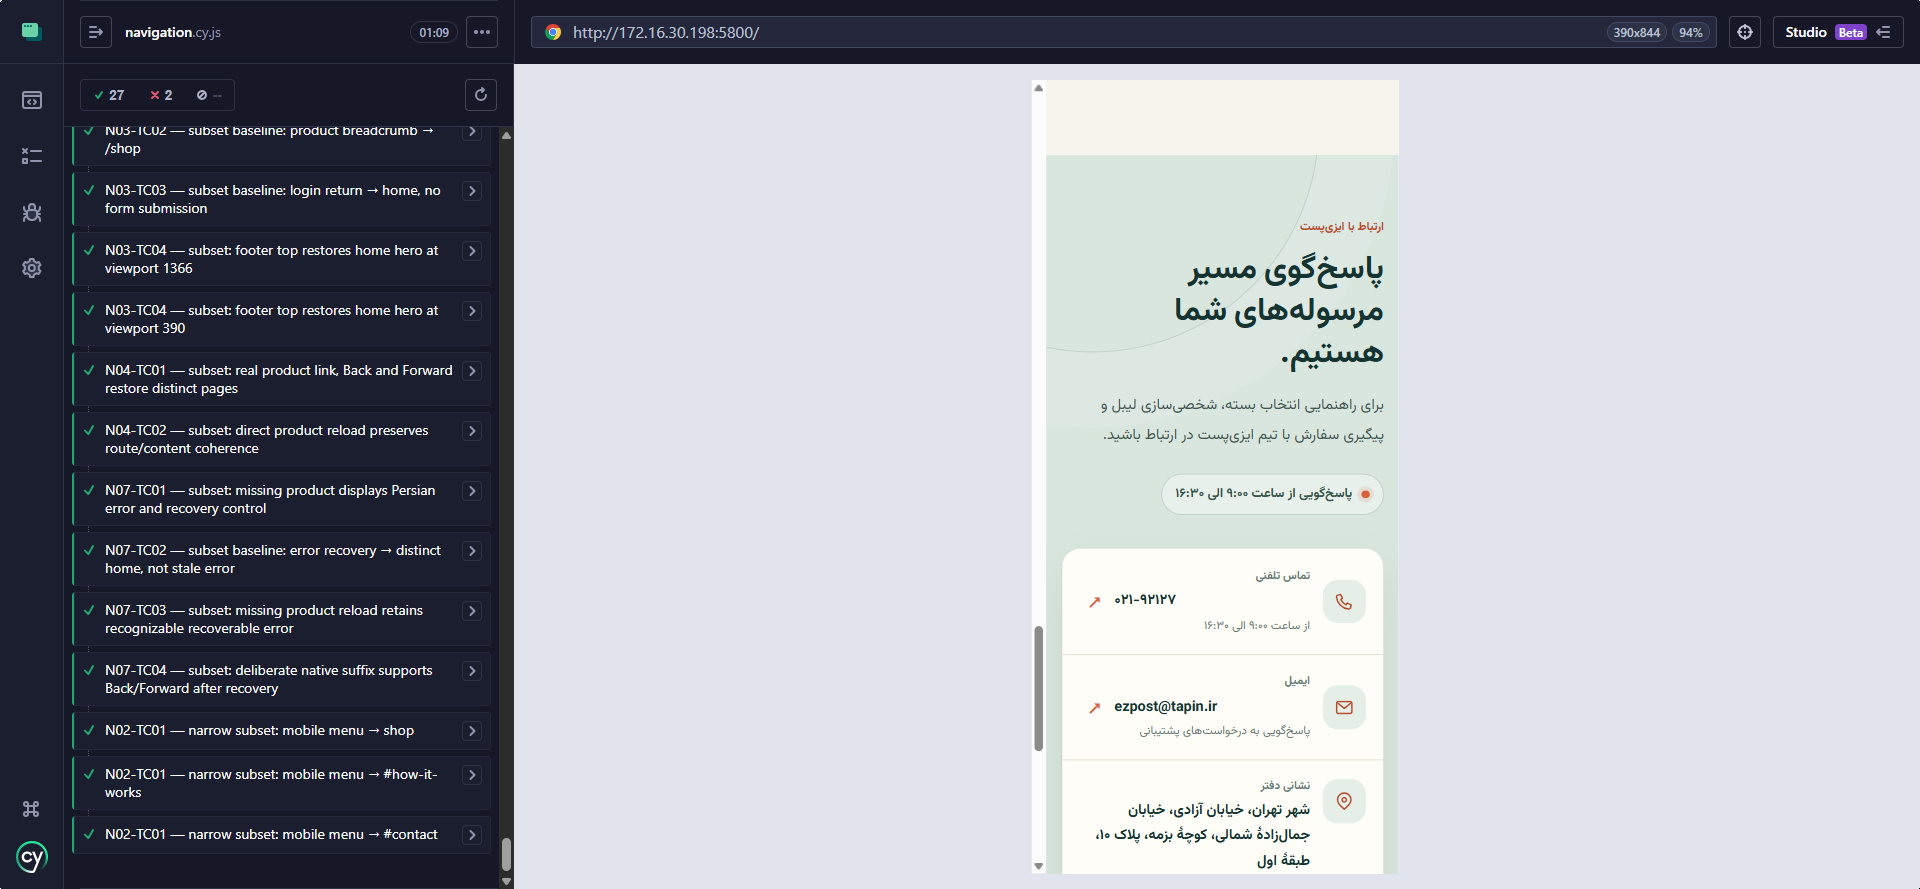 navigation.cy.js
01:09
http://172.16.30.198:5800/
390x844
94%
Studio
Beta
27
2
--
N03-TC02 — subset baseline: product breadcrumb →
/shop
N03-TC03 — subset baseline: login return → home, no
form submission
N03-TC04 — subset: footer top restores home hero at
viewport 1366
N03-TC04 — subset: footer top restores home hero at
viewport 390
N04-TC01 — subset: real product link, Back and Forward
restore distinct pages
N04-TC02 — subset: direct product reload preserves
route/content coherence
N07-TC01 — subset: missing product displays Persian
error and recovery control
N07-TC02 — subset baseline: error recovery → distinct
home, not stale error
N07-TC03 — subset: missing product reload retains
recognizable recoverable error
N07-TC04 — subset: deliberate native suffix supports
Back/Forward after recovery
N02-TC01 — narrow subset: mobile menu → shop
N02-TC01 — narrow subset: mobile menu → #how-it-
works
N02-TC01 — narrow subset: mobile menu → #contact
cy
ارتباط با ایزی‌پست
پاسخ‌گوی مسیر
مرسوله‌های شما
هستیم.
برای راهنمایی انتخاب بسته، شخصی‌سازی لیبل و
پیگیری سفارش با تیم ایزی‌پست در ارتباط باشید.
پاسخ‌گویی از ساعت ۹:۰۰ الی ۱۶:۳۰
تماس تلفنی
۰۲۱-۹۲۱۲۷
از ساعت ۹:۰۰ الی ۱۶:۳۰
ایمیل
ezpost@tapin.ir
پاسخ‌گویی به درخواست‌های پشتیبانی
نشانی دفتر
شهر تهران، خیابان آزادی، خیابان
جمال‌زادهٔ شمالی، کوچهٔ بزمه، پلاک ۱۰،
طبقهٔ اول